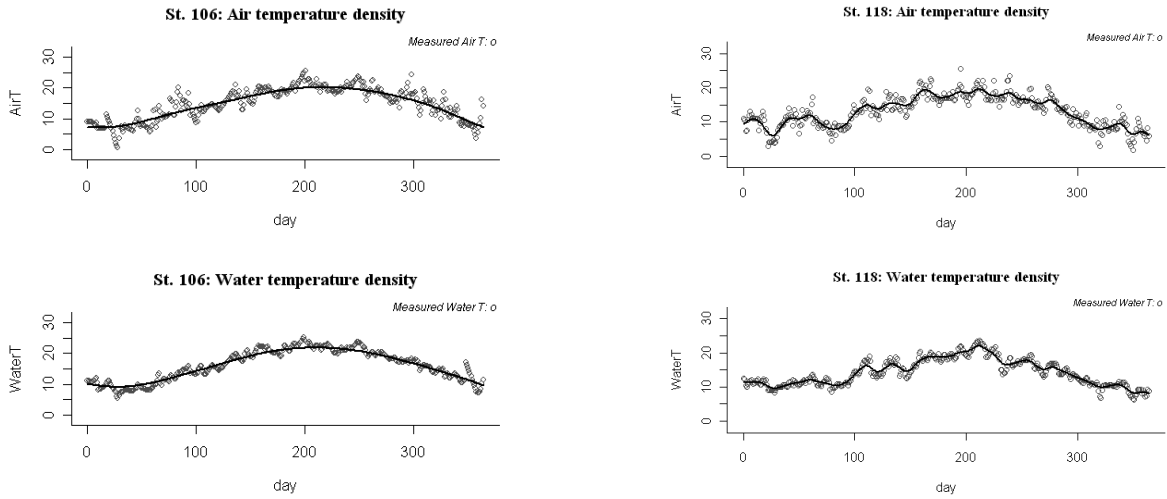 St. 106: Air temperature density
Measured Air T: o
AirT
30
20
10
0
0 100 200 300
day
St. 118: Air temperature density
Measured Air T: o
AirT
30
20
10
0
0 100 200 300
day
St. 106: Water temperature density
Measured Water T: o
WaterT
30
20
10
0
0 100 200 300
day
St. 118: Water temperature density
Measured Water T: o
WaterT
30
20
10
0
0 100 200 300
day